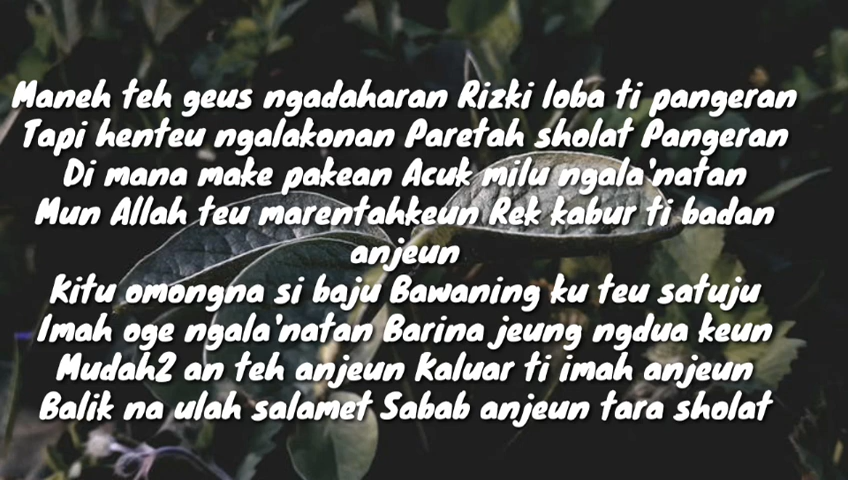 Maneh teh geus ngadaharan Rizki loba ti pangeran
Tapi henteu ngalakonan Paretah sholat Pangeran
Di mana make pakean Acuk milu ngala'natan
Mun Allah teu marentahkeun Rek kabur ti badan
anjeun
Kitu omongna si baju Bawaning ku teu satuju
Imah oge ngala'natan Barina jeung ngdua keun
Mudah2 an teh anjeun Kaluar ti imah anjeun
Balik na ulah salamet Sabab anjeun tara sholat